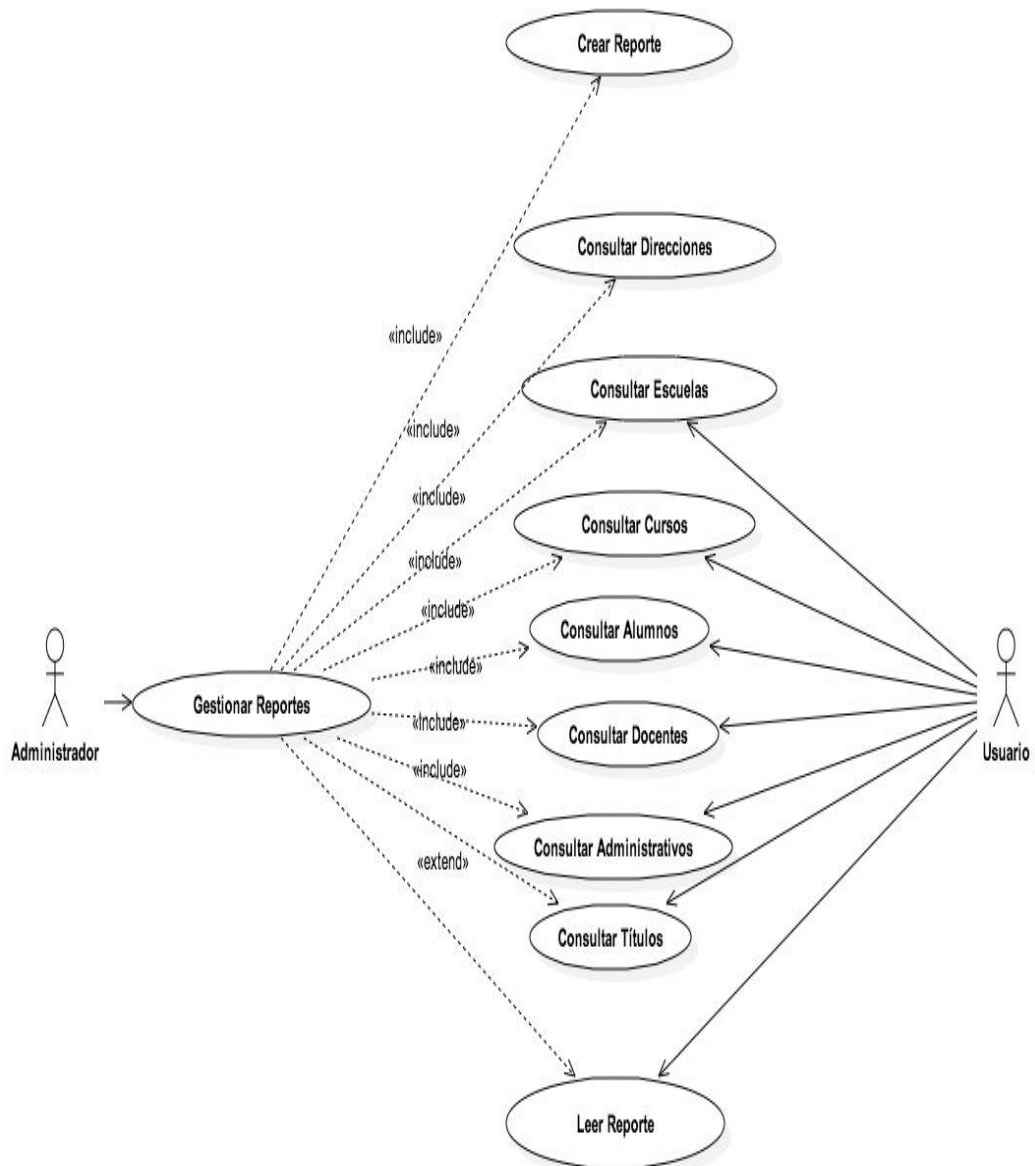 Crear Reporte
Consultar Direcciones
«include»
Consultar Escuelas
«include»
«include»
Consultar Cursos
«include»
«include»
Consultar Alumnos
«include»
Gestionar Reportes
«include»
Consultar Docentes
Administrador
Usuario
«include»
Consultar Administrativos
«extend»
Consultar Títulos
Leer Reporte